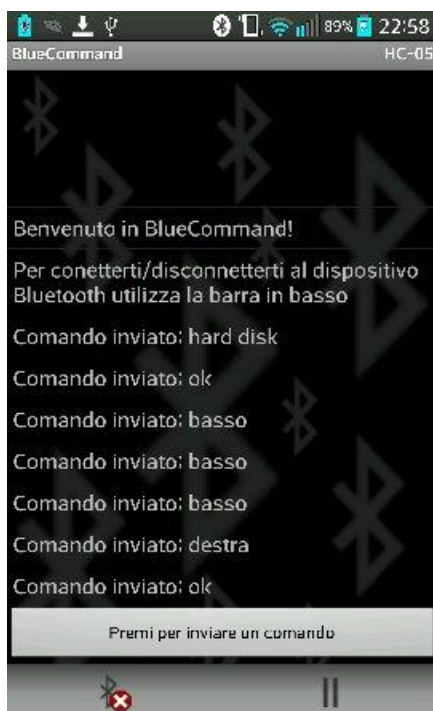 89% 22:58
BlueCommand HC-05
Benvenuto in BlueCommand!
Per conetterti/disconnetterti al dispositivo
Bluetooth utilizza la barra in basso
Comando inviato: hard disk
Comando inviato: ok
Comando inviato: basso
Comando inviato: basso
Comando inviato: basso
Comando inviato: destra
Comando inviato: ok
Premi per inviare un comando